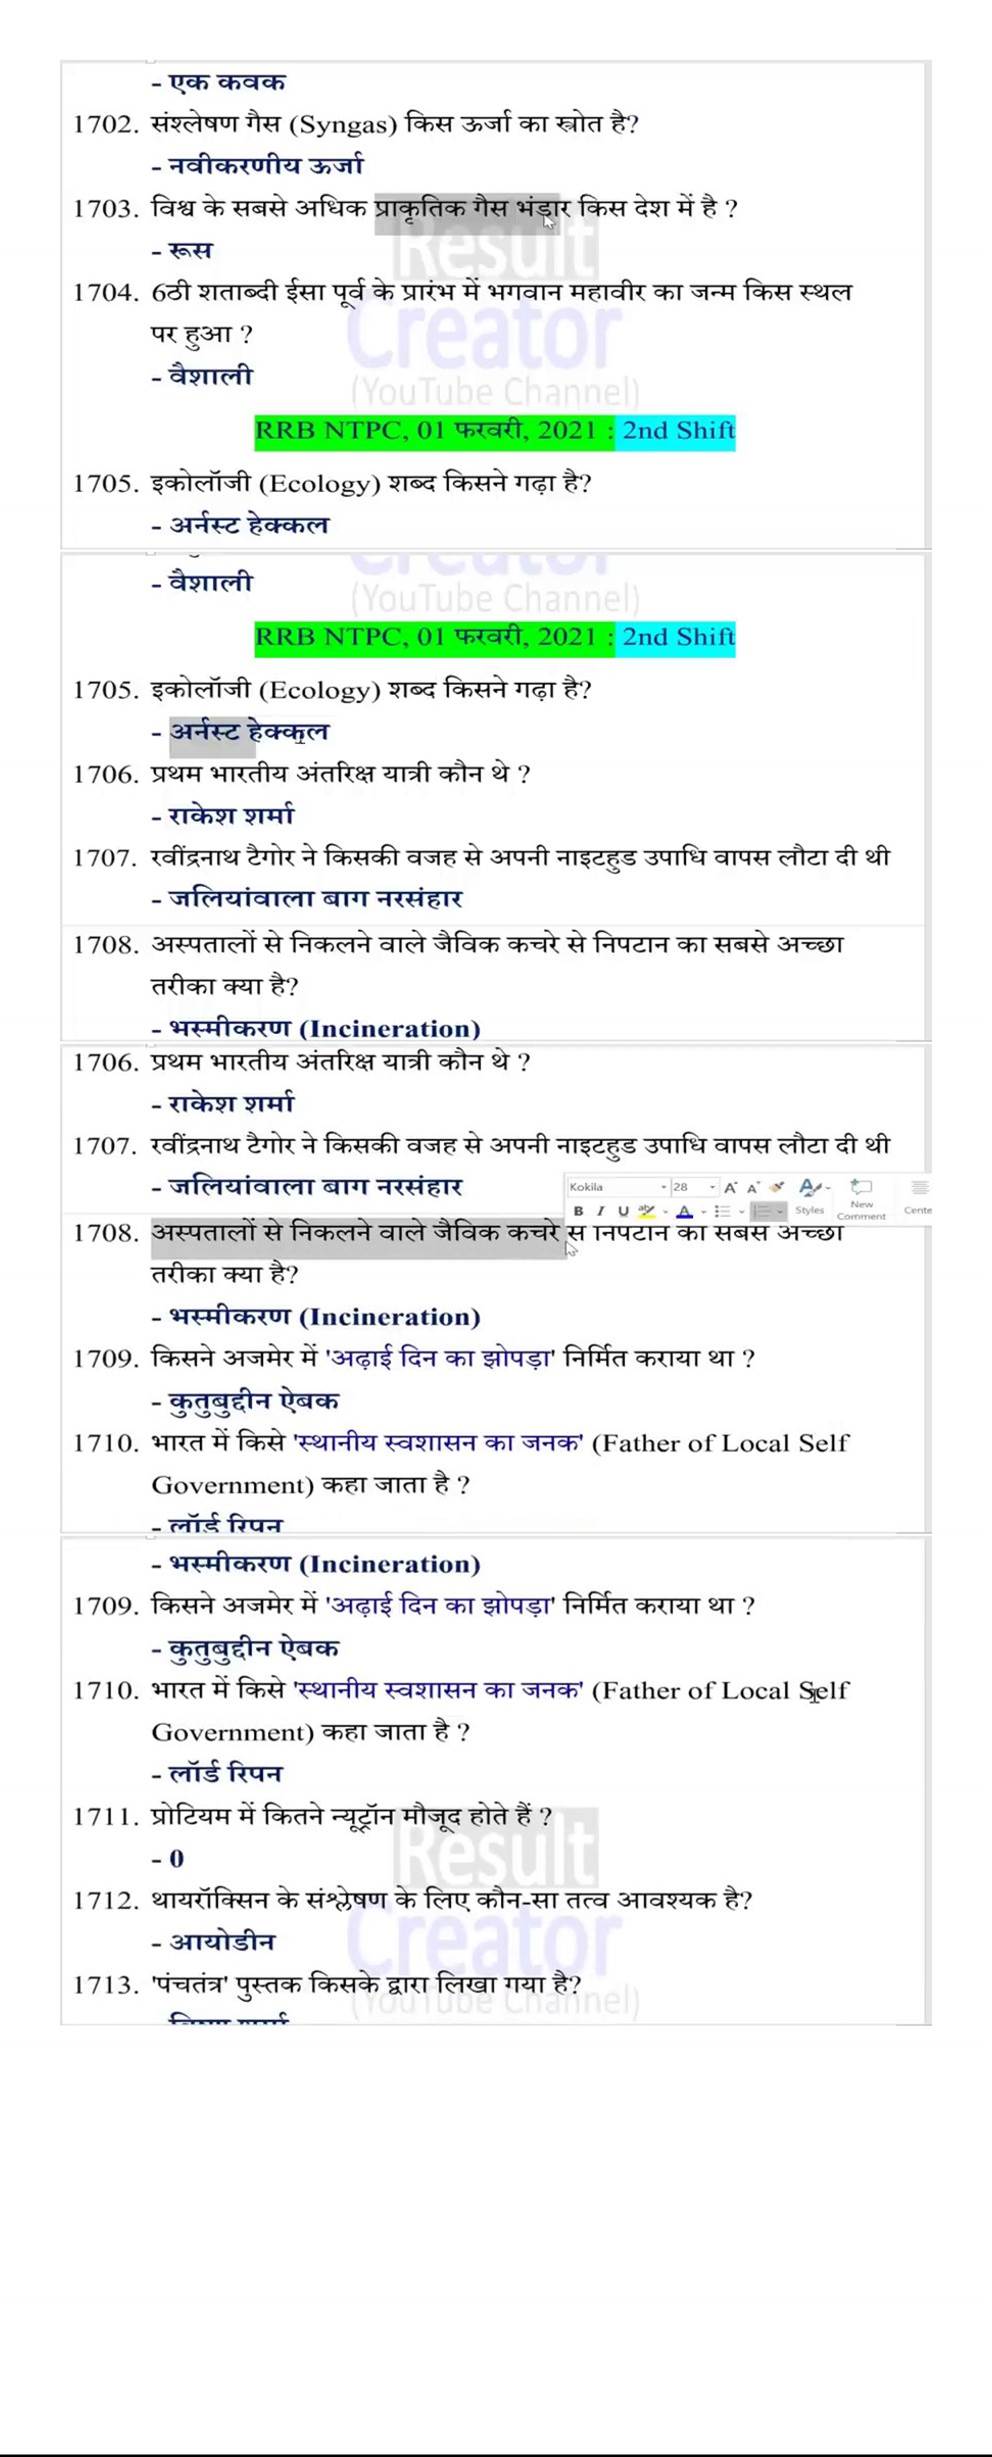 - एक कवक
1702. संश्लेषण गैस (Syngas) किस ऊर्जा का स्त्रोत है?
- नवीकरणीय ऊर्जा
1703. विश्व के सबसे अधिक प्राकृतिक गैस भंडार किस देश में है ?
Result
- रूस
1704. 6ठी शताब्दी ईसा पूर्व के प्रारंभ में भगवान महावीर का जन्म किस स्थल
Creator
पर हुआ ?
- वैशाली
(YouTube Channel)
RRB NTPC, 01 फरवरी, 2021 : 2nd Shift
1705. इकोलॉजी (Ecology) शब्द किसने गढ़ा है?
- अर्नस्ट हेक्कल
- वैशाली
(YouTube Channel)
RRB NTPC, 01 फरवरी, 2021 : 2nd Shift
1705. इकोलॉजी (Ecology) शब्द किसने गढ़ा है?
- अर्नस्ट हेक्कल
1706. प्रथम भारतीय अंतरिक्ष यात्री कौन थे ?
- राकेश शर्मा
1707. रवींद्रनाथ टैगोर ने किसकी वजह से अपनी नाइटहुड उपाधि वापस लौटा दी थी
- जलियांवाला बाग नरसंहार
1708. अस्पतालों से निकलने वाले जैविक कचरे से निपटान का सबसे अच्छा
तरीका क्या है?
- भस्मीकरण (Incineration)
1706. प्रथम भारतीय अंतरिक्ष यात्री कौन थे ?
- राकेश शर्मा
1707. रवींद्रनाथ टैगोर ने किसकी वजह से अपनी नाइटहुड उपाधि वापस लौटा दी थी
- जलियांवाला बाग नरसंहार
Kokila 28 A A
B I U ab A Styles New Comment Cente
1708. अस्पतालों से निकलने वाले जैविक कचरे से निपटान का सबसे अच्छा
तरीका क्या है?
- भस्मीकरण (Incineration)
1709. किसने अजमेर में 'अढ़ाई दिन का झोपड़ा' निर्मित कराया था ?
- कुतुबुद्दीन ऐबक
1710. भारत में किसे 'स्थानीय स्वशासन का जनक' (Father of Local Self
Government) कहा जाता है ?
- लॉर्ड रिपन
- भस्मीकरण (Incineration)
1709. किसने अजमेर में 'अढ़ाई दिन का झोपड़ा' निर्मित कराया था ?
- कुतुबुद्दीन ऐबक
1710. भारत में किसे 'स्थानीय स्वशासन का जनक' (Father of Local Self
Government) कहा जाता है ?
- लॉर्ड रिपन
1711. प्रोटियम में कितने न्यूट्रॉन मौजूद होते हैं ?
Result
- 0
1712. थायरॉक्सिन के संश्लेषण के लिए कौन-सा तत्व आवश्यक है?
Creator
- आयोडीन
1713. 'पंचतंत्र' पुस्तक किसके द्वारा लिखा गया है?
(YouTube Channel)